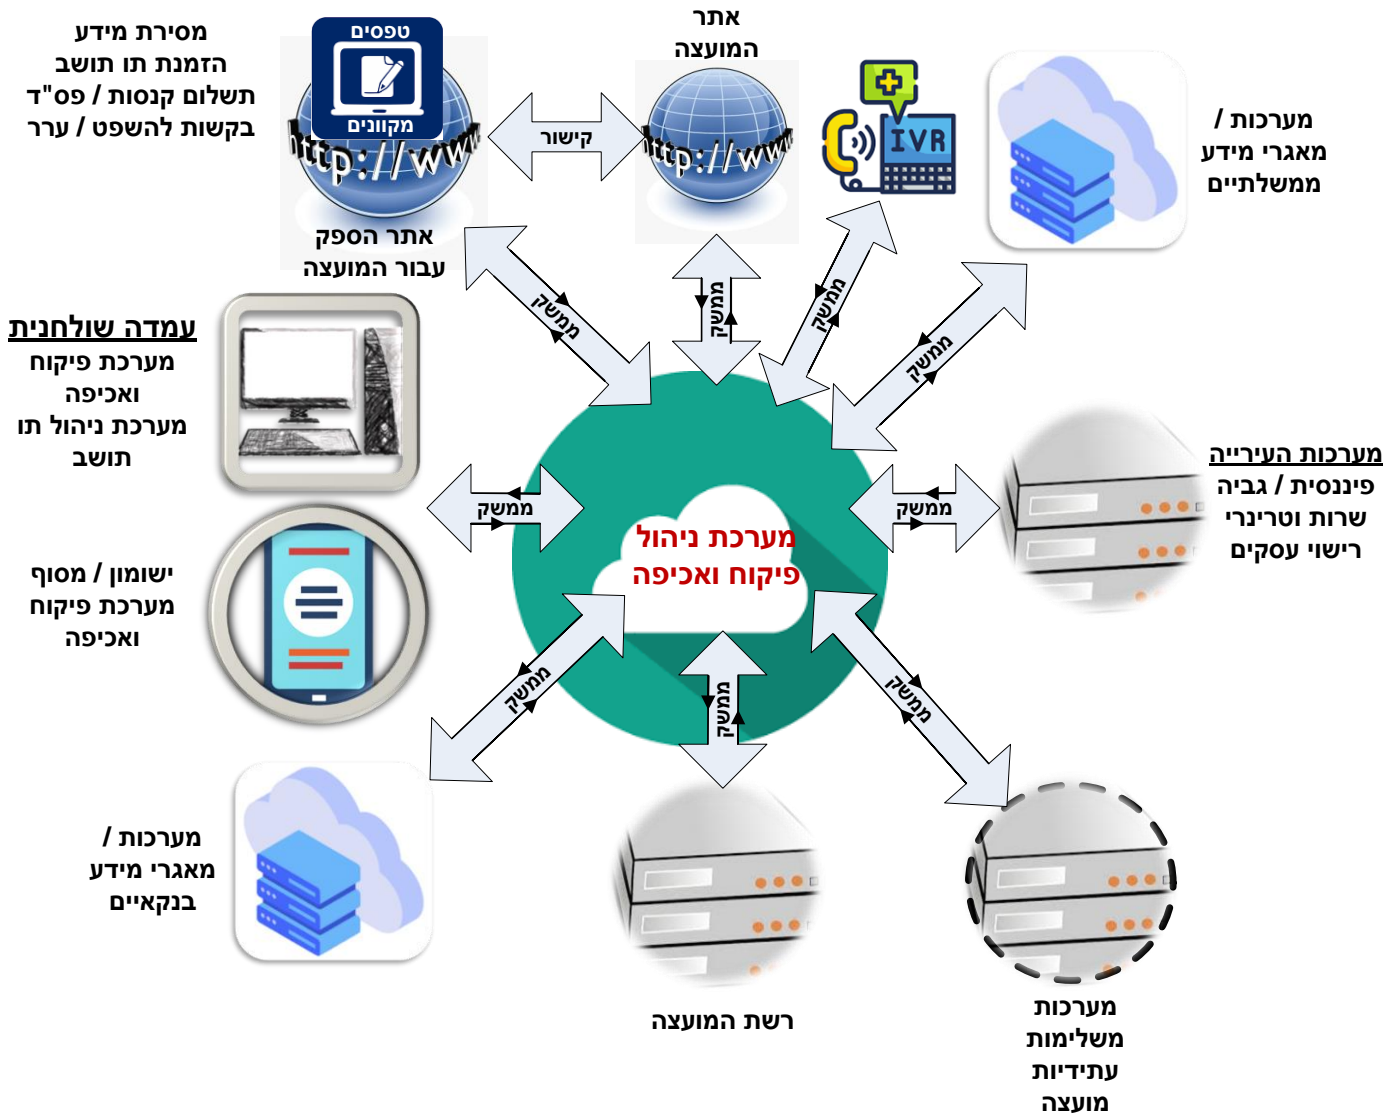 מסירת מידע
הזמנת תו תושב
תשלום קנסות / פס"ד
בקשות להשפט / ערר
טפסים
מקוונים
http://www
אתר הספק
עבור המועצה
קישור
אתר
המועצה
http://www
IVR
מערכות /
מאגרי מידע
ממשלתיים
ממשק
ממשק
ממשק
ממשק
עמדה שולחנית
מערכת פיקוח
ואכיפה
מערכת ניהול תו
תושב
ממשק
מערכת ניהול
פיקוח ואכיפה
ממשק
מערכות העירייה
פיננסית / גביה
שרות וטרינרי
רישוי עסקים
ישומון / מסוף
מערכת פיקוח
ואכיפה
ממשק
ממשק
ממשק
מערכות /
מאגרי מידע
בנקאיים
רשת המועצה
מערכות
משלימות
עתידיות
מועצה